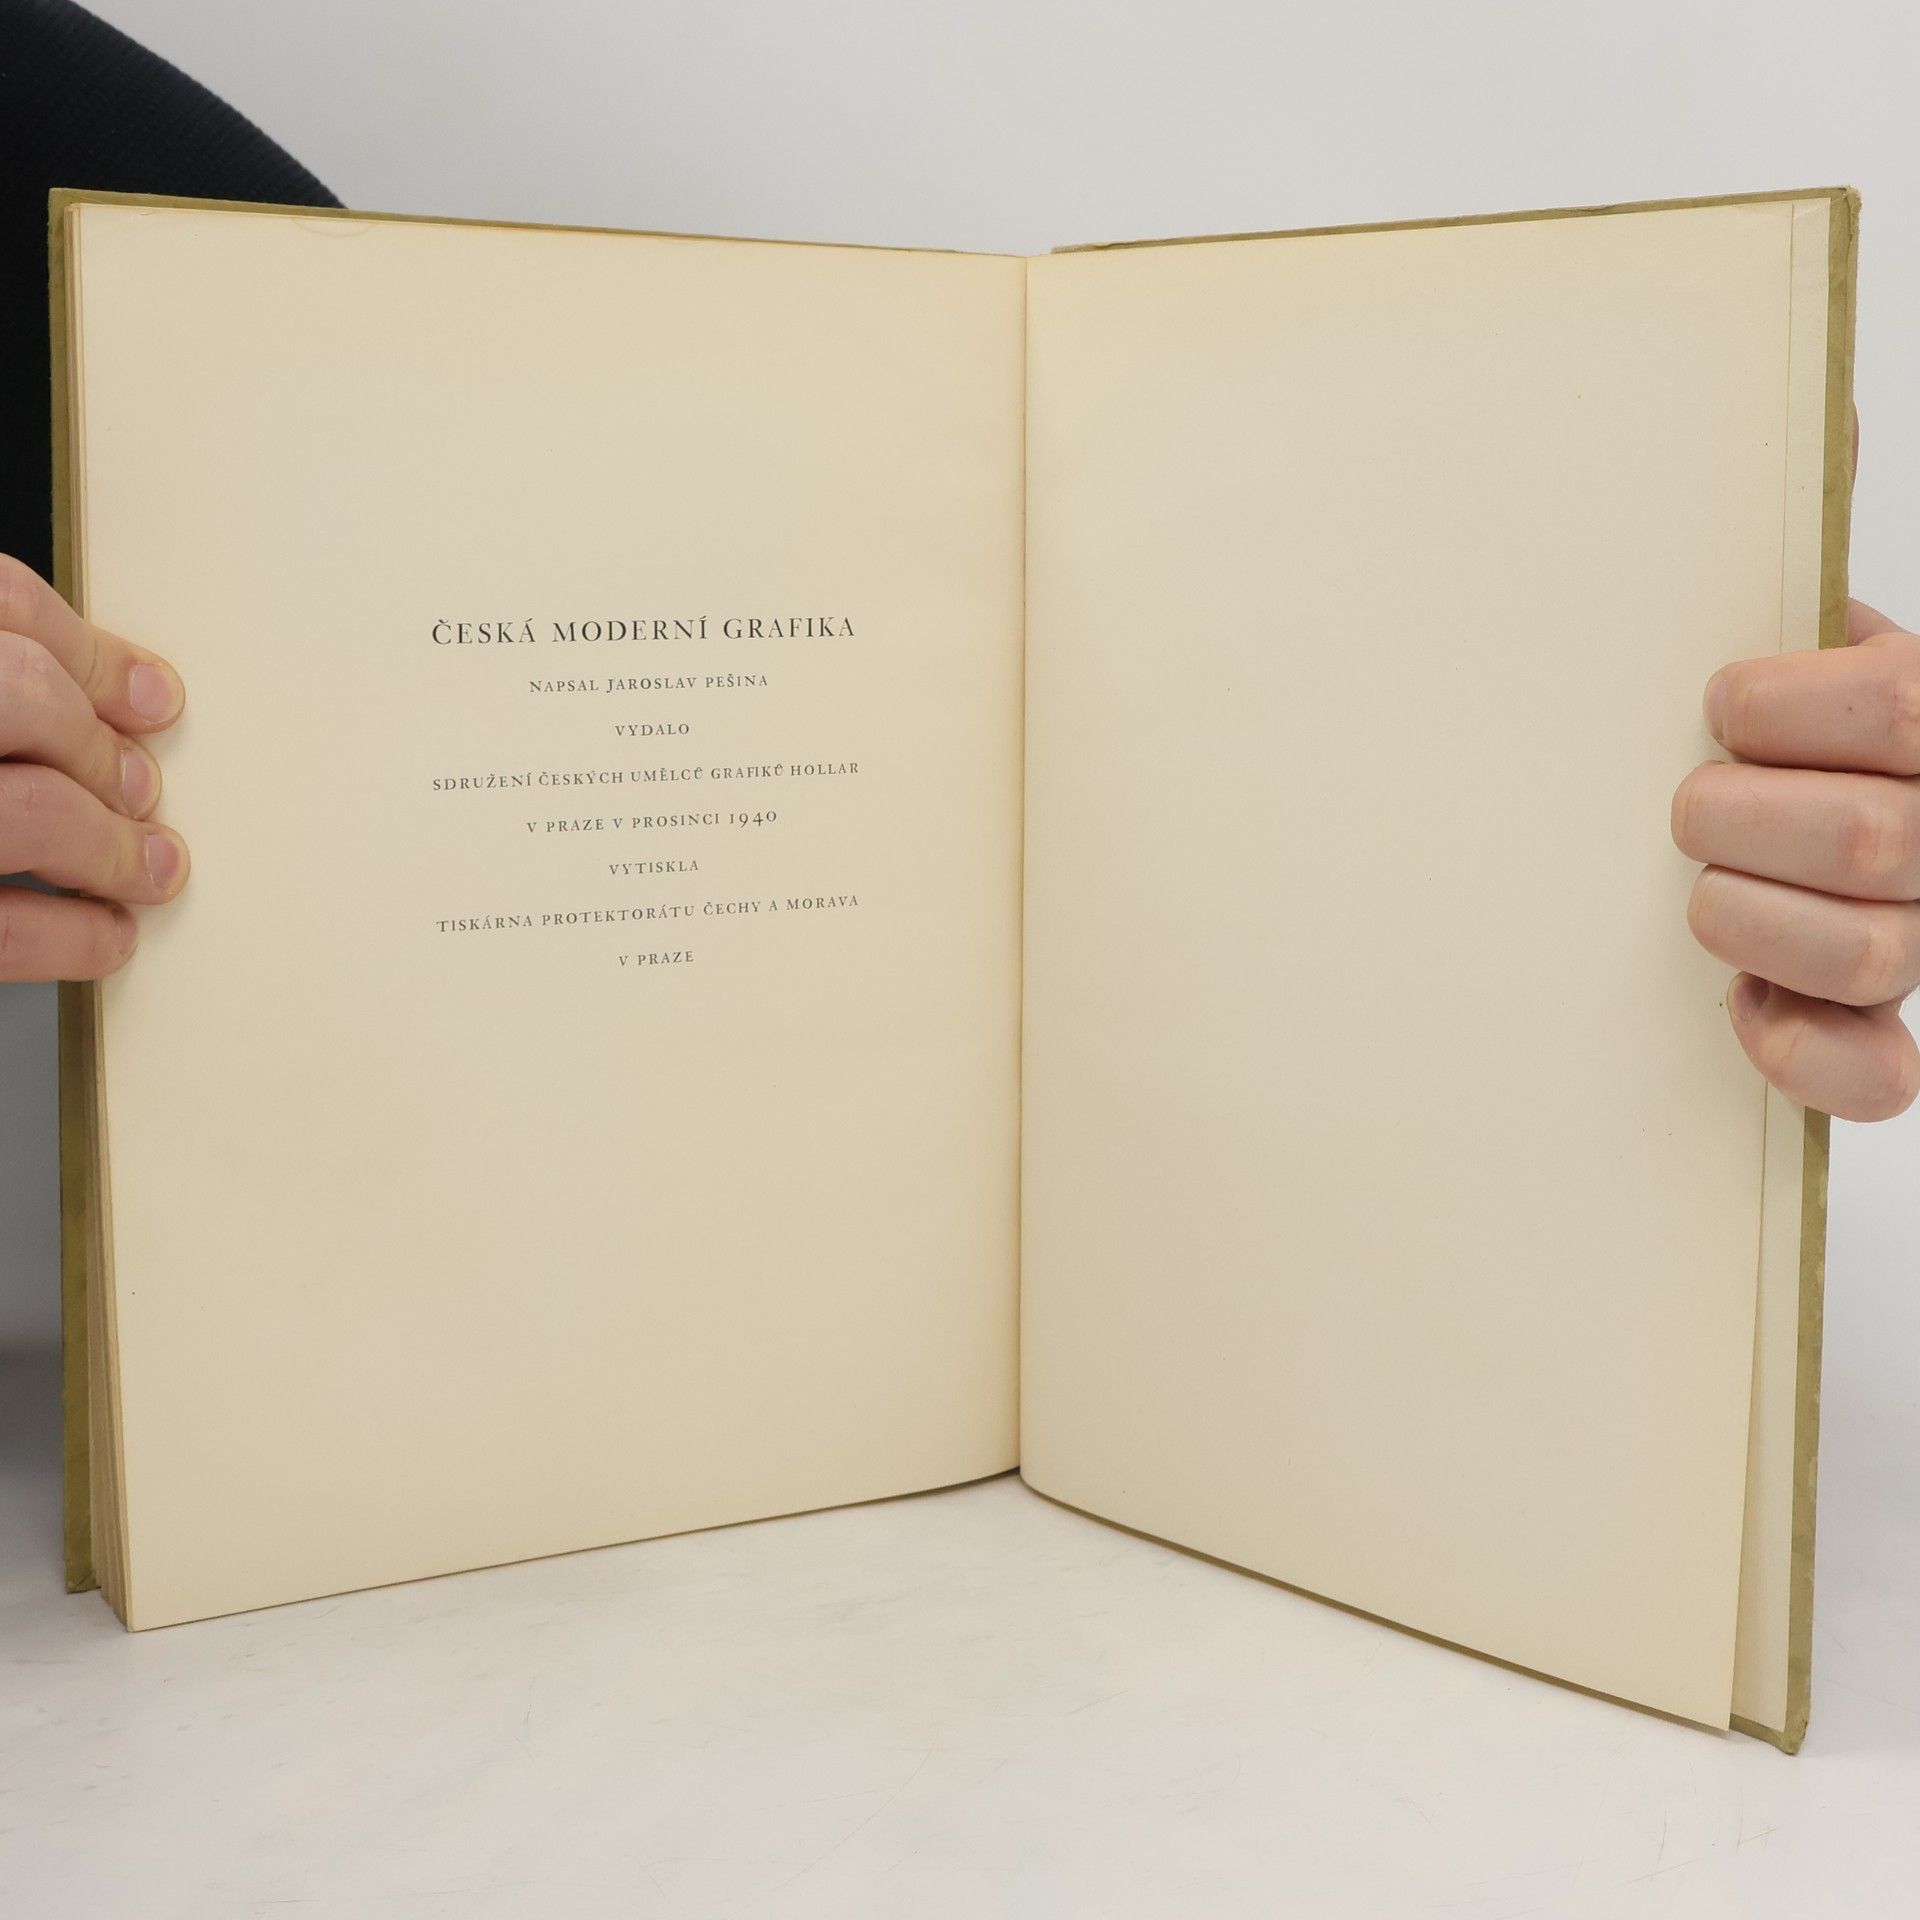 ČESKÁ MODERNÍ GRAFIKA
NAPSAL JAROSLAV PEŠINA
VYDALO
SDRUŽENÍ ČESKÝCH UMĚLCŮ GRAFIKŮ HOLLAR
V PRAZE V PROSINCI 1940
VYTISKLA
TISKÁRNA PROTEKTORÁTU ČECHY A MORAVA
V PRAZE